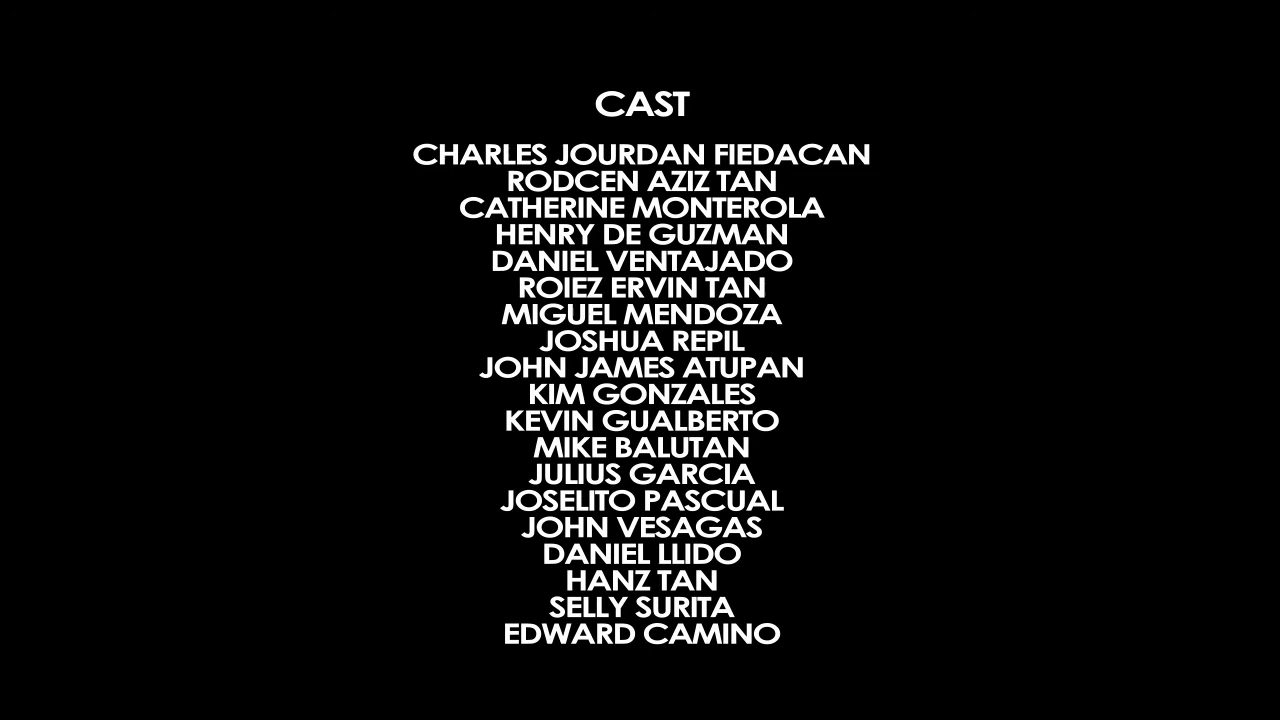 CAST
CHARLES JOURDAN FIEDACAN
RODCEN AZIZ TAN
CATHERINE MONTEROLA
HENRY DE GUZMAN
DANIEL VENTAJADO
ROIEZ ERVIN TAN
MIGUEL MENDOZA
JOSHUA REPIL
JOHN JAMES ATUPAN
KIM GONZALES
KEVIN GUALBERTO
MIKE BALUTAN
JULIUS GARCIA
JOSELITO PASCUAL
JOHN VESAGAS
DANIEL LLIDO
HANZ TAN
SELLY SURITA
EDWARD CAMINO